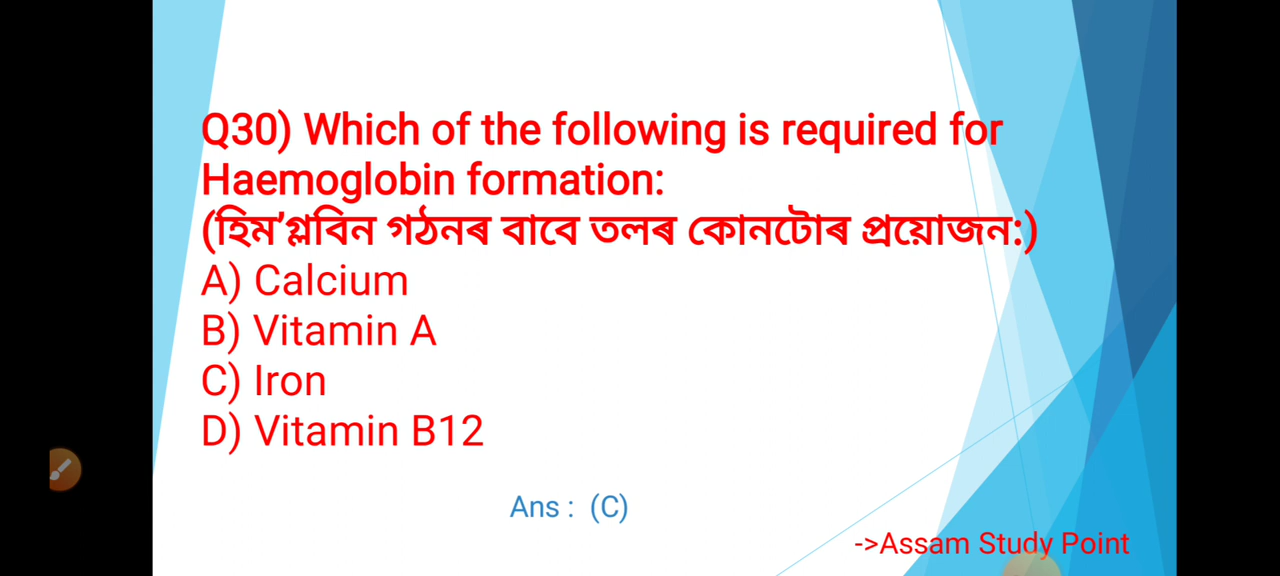 Q30) Which of the following is required for
Haemoglobin formation:
(হিম'গ্লবিন গঠনৰ বাবে তলৰ কোনটোৰ প্ৰয়োজন:)
A) Calcium
B) Vitamin A
C) Iron
D) Vitamin B12
Ans : (C)
->Assam Study Point